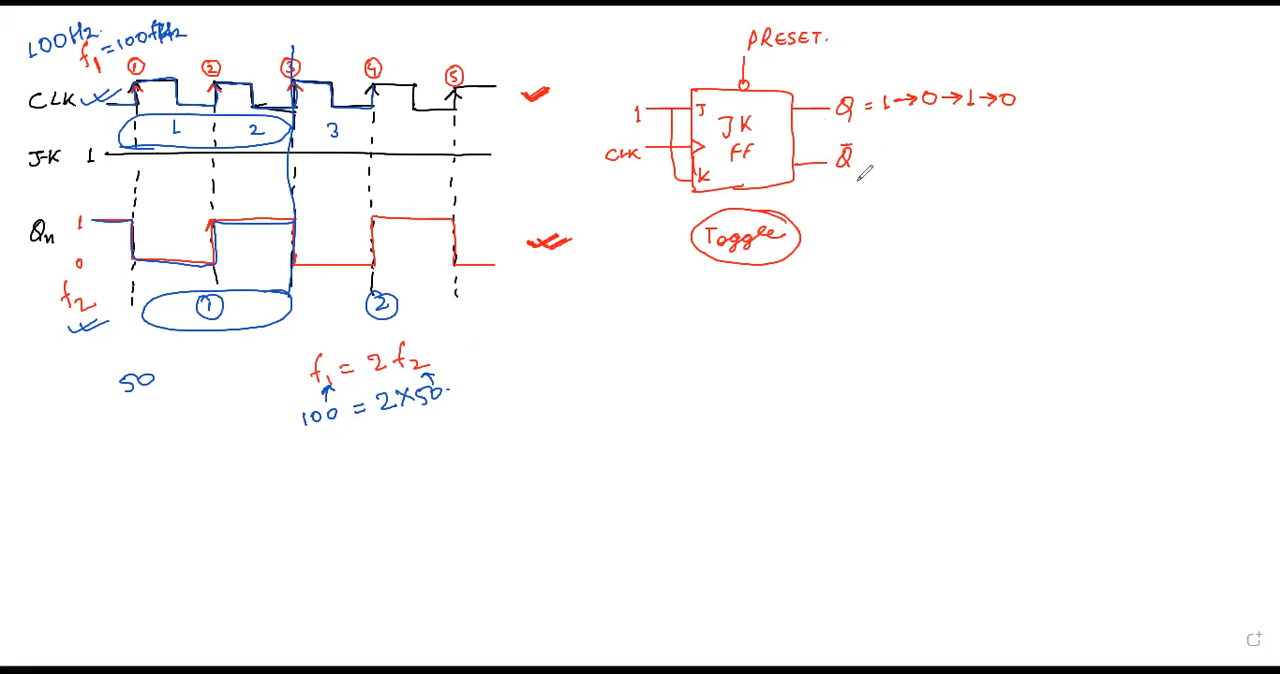 100Hz.
f₁ = 100 Hz
① ② ③ ④ ⑤
CLK
1 2 3
J-K 1
1
Qn
0
f₂
① ②
50
f₁ = 2 f₂
100 = 2 × 50.
PRESET.
1 J Q = 1 → 0 → 1 → 0
JK
CLK FF
K Q̄
Toggle